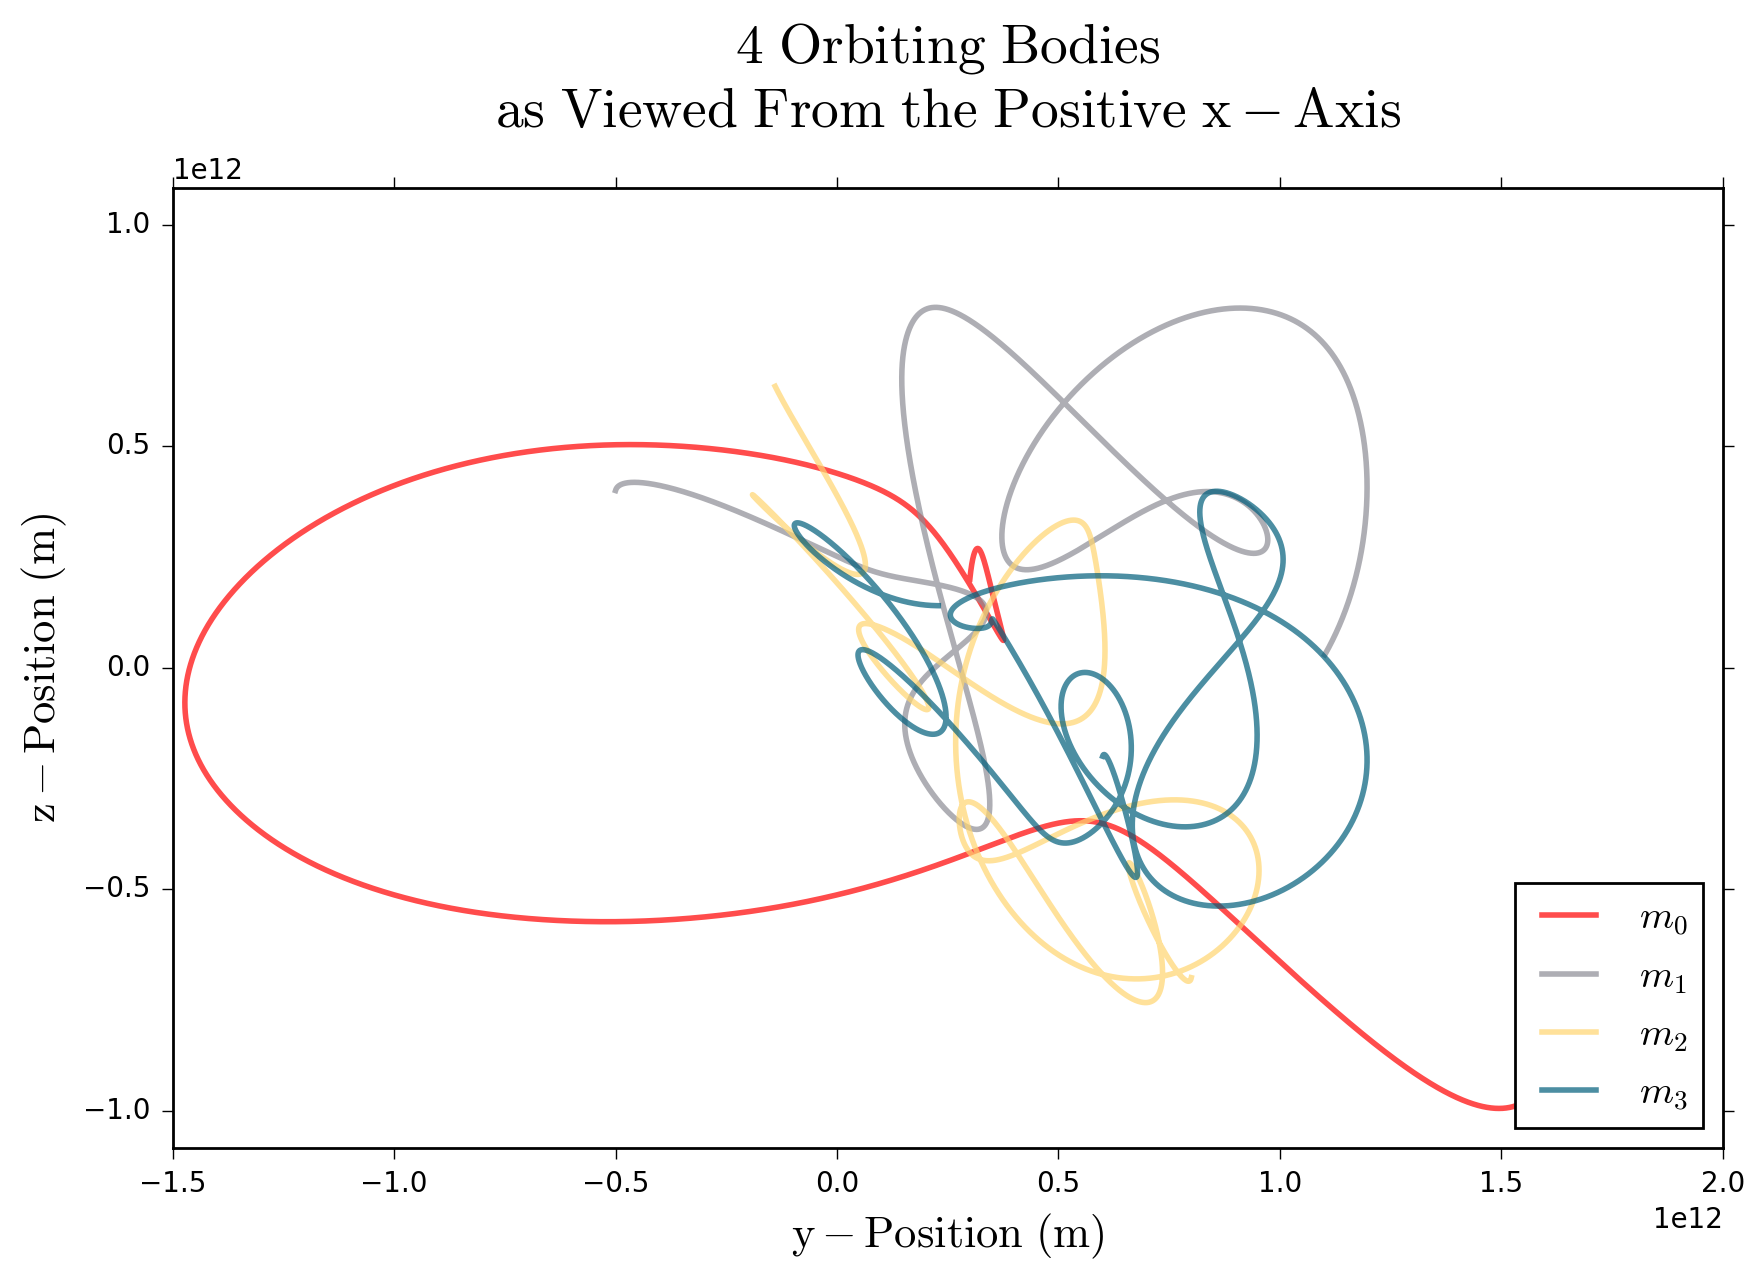 4 Orbiting Bodies
as Viewed From the Positive x − Axis
1e12
1.0
0.5
0.0
−0.5
−1.0
z − Position (m)
−1.5 −1.0 −0.5 0.0 0.5 1.0 1.5 2.0
1e12
y − Position (m)
m₀
m₁
m₂
m₃